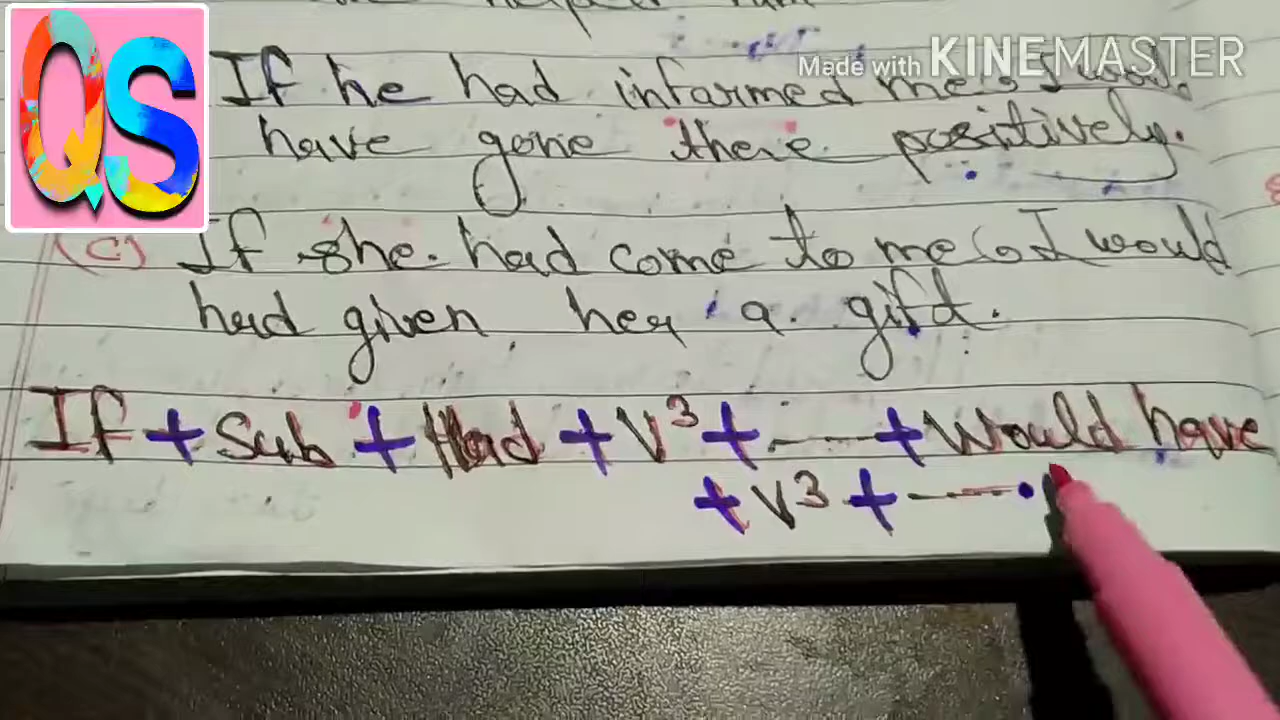 QS
Made with KINEMASTER
If he had informed me, I
have gone there positively.
(C) If she had come to me, I would
had given her a gift.
If + Sub + Had + V3 + ---- + Would have
+ V3 + ---- .